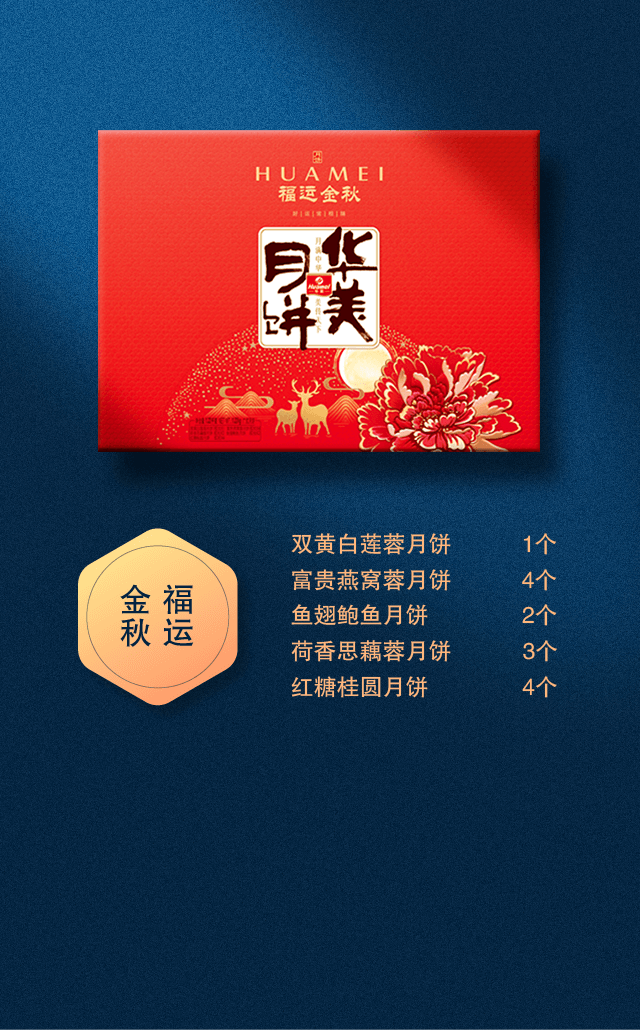 HUAMEI
福运金秋
华美
月饼
Huamei
福运
金秋
双黄白莲蓉月饼 1个
富贵燕窝蓉月饼 4个
鱼翅鲍鱼月饼 2个
荷香思藕蓉月饼 3个
红糖桂圆月饼 4个